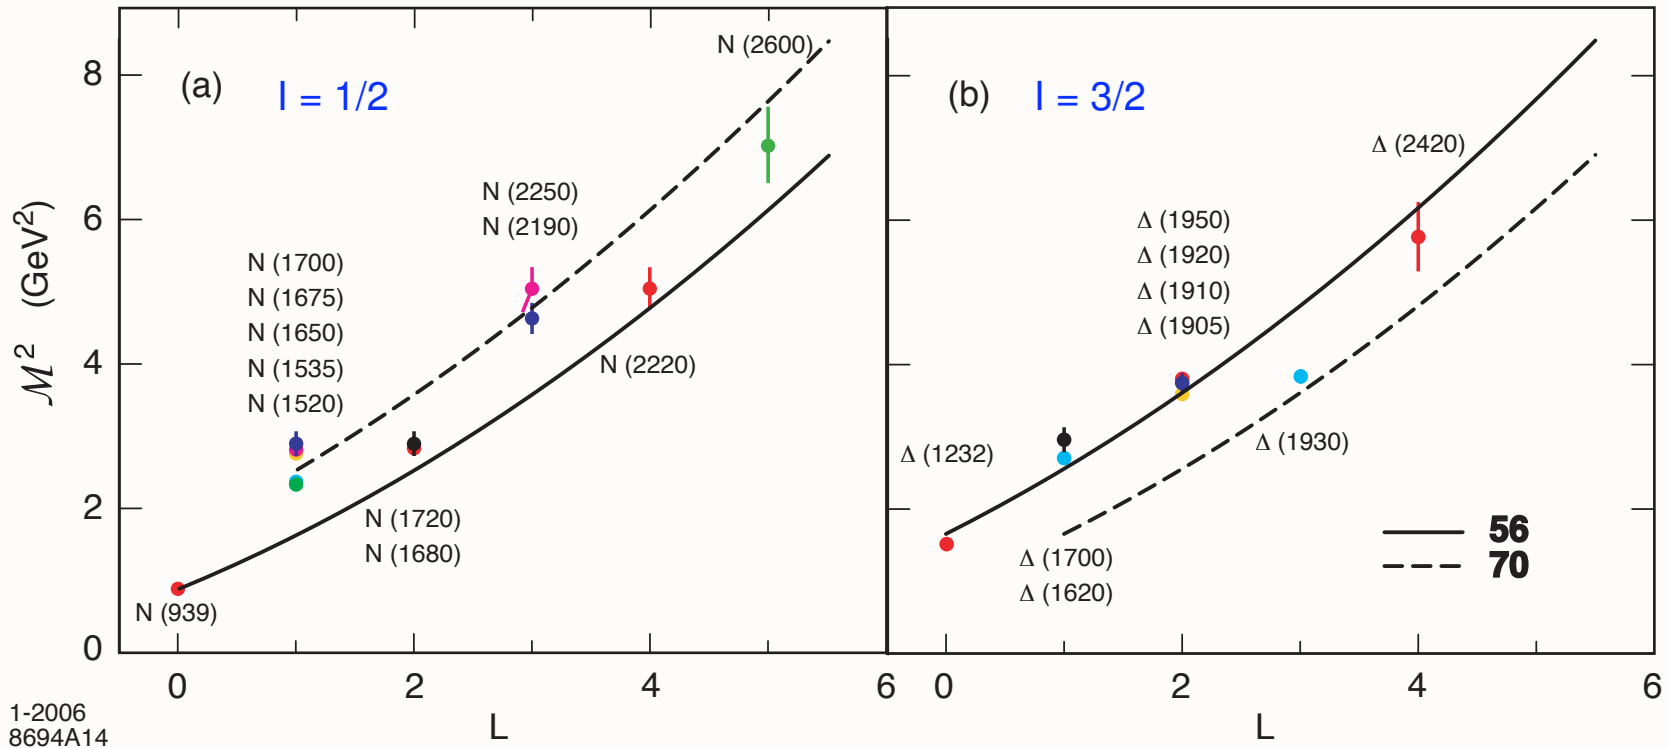 8
6
4
2
0
ℳ² (GeV²)
(a)
I = 1/2
N (2600)
N (2250)
N (2190)
N (1700)
N (1675)
N (1650)
N (1535)
N (1520)
N (2220)
N (1720)
N (1680)
N (939)
0 2 4 6
L
(b)
I = 3/2
Δ (2420)
Δ (1950)
Δ (1920)
Δ (1910)
Δ (1905)
Δ (1232)
Δ (1930)
Δ (1700)
Δ (1620)
56
70
0 2 4 6
L
1-2006
8694A14